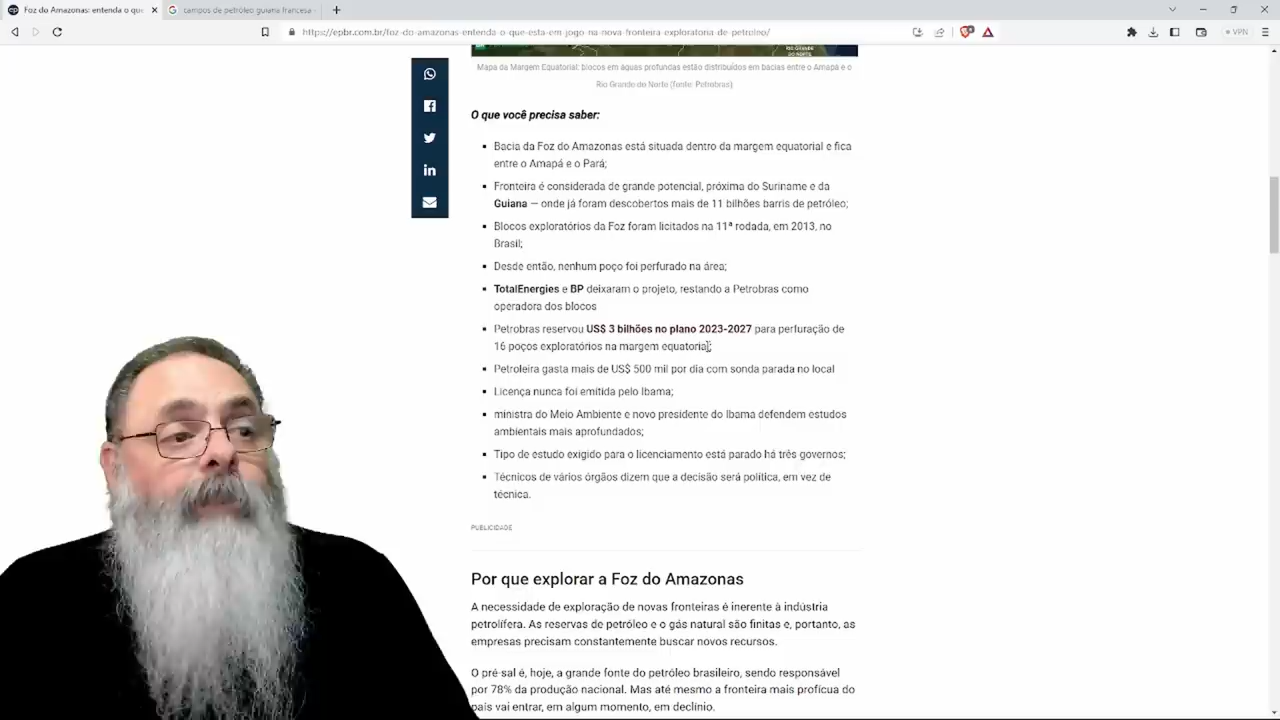 Foz do Amazonas: entenda o que
campos de petróleo guiana francesa -
https://epbr.com.br/foz-do-amazonas-entenda-o-que-esta-em-jogo-na-nova-fronteira-exploratoria-de-petroleo/
VPN
RIO GRANDE
DO NORTE
Mapa da Margem Equatorial: blocos em águas profundas estão distribuídos em bacias entre o Amapá e o
Rio Grande do Norte (fonte: Petrobras)
O que você precisa saber:
Bacia da Foz do Amazonas está situada dentro da margem equatorial e fica
entre o Amapá e o Pará;
Fronteira é considerada de grande potencial, próxima do Suriname e da
Guiana — onde já foram descobertos mais de 11 bilhões barris de petróleo;
Blocos exploratórios da Foz foram licitados na 11ª rodada, em 2013, no
Brasil;
Desde então, nenhum poço foi perfurado na área;
TotalEnergies e BP deixaram o projeto, restando a Petrobras como
operadora dos blocos
Petrobras reservou US$ 3 bilhões no plano 2023-2027 para perfuração de
16 poços exploratórios na margem equatorial;
Petroleira gasta mais de US$ 500 mil por dia com sonda parada no local
Licença nunca foi emitida pelo Ibama;
ministra do Meio Ambiente e novo presidente do Ibama defendem estudos
ambientais mais aprofundados;
Tipo de estudo exigido para o licenciamento está parado há três governos;
Técnicos de vários órgãos dizem que a decisão será política, em vez de
técnica.
PUBLICIDADE
Por que explorar a Foz do Amazonas
A necessidade de exploração de novas fronteiras é inerente à indústria
petrolífera. As reservas de petróleo e o gás natural são finitas e, portanto, as
empresas precisam constantemente buscar novos recursos.
O pré-sal é, hoje, a grande fonte do petróleo brasileiro, sendo responsável
por 78% da produção nacional. Mas até mesmo a fronteira mais profícua do
país vai entrar, em algum momento, em declínio.